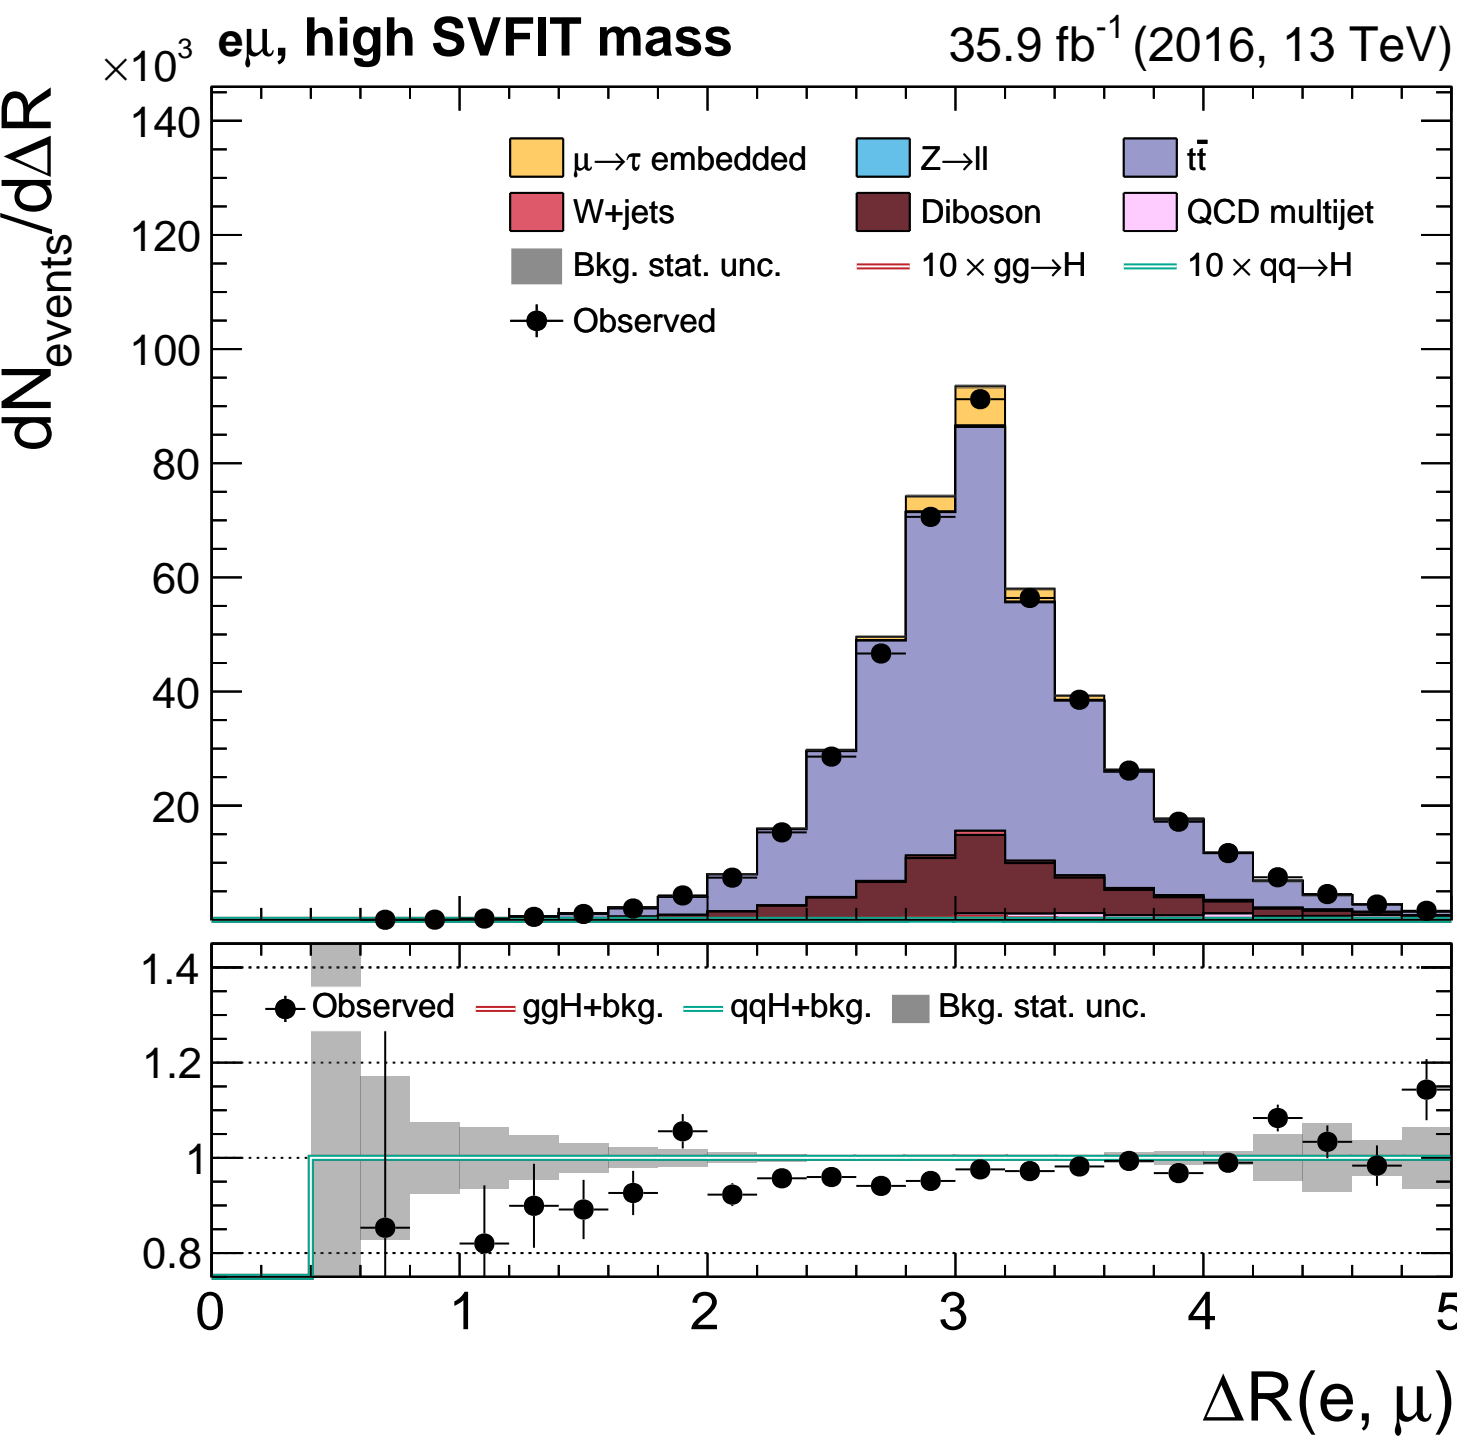 ×10³ eμ, high SVFIT mass 35.9 fb⁻¹ (2016, 13 TeV)
dN_events/dΔR
140
120
100
80
60
40
20
μ→τ embedded Z→ll tt̄
W+jets Diboson QCD multijet
Bkg. stat. unc. 10 × gg→H 10 × qq→H
Observed
1.4
1.2
1
0.8
Observed ggH+bkg. qqH+bkg. Bkg. stat. unc.
0 1 2 3 4 5
ΔR(e, μ)